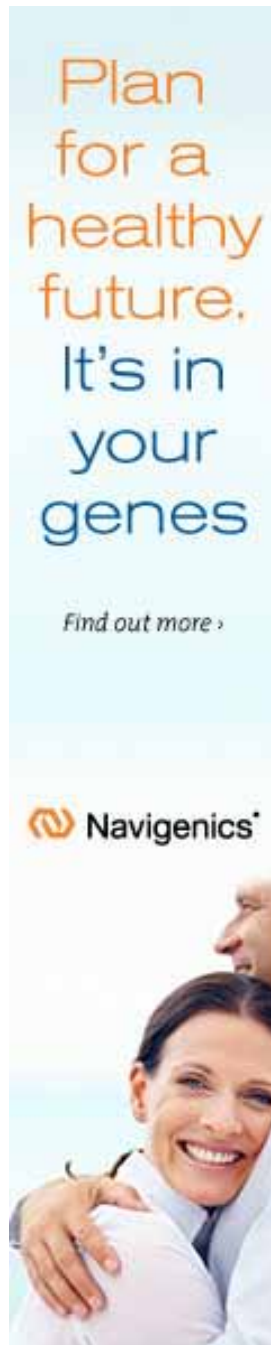 Plan
for a
healthy
future.
It's in
your
genes
Find out more ›
Navigenics